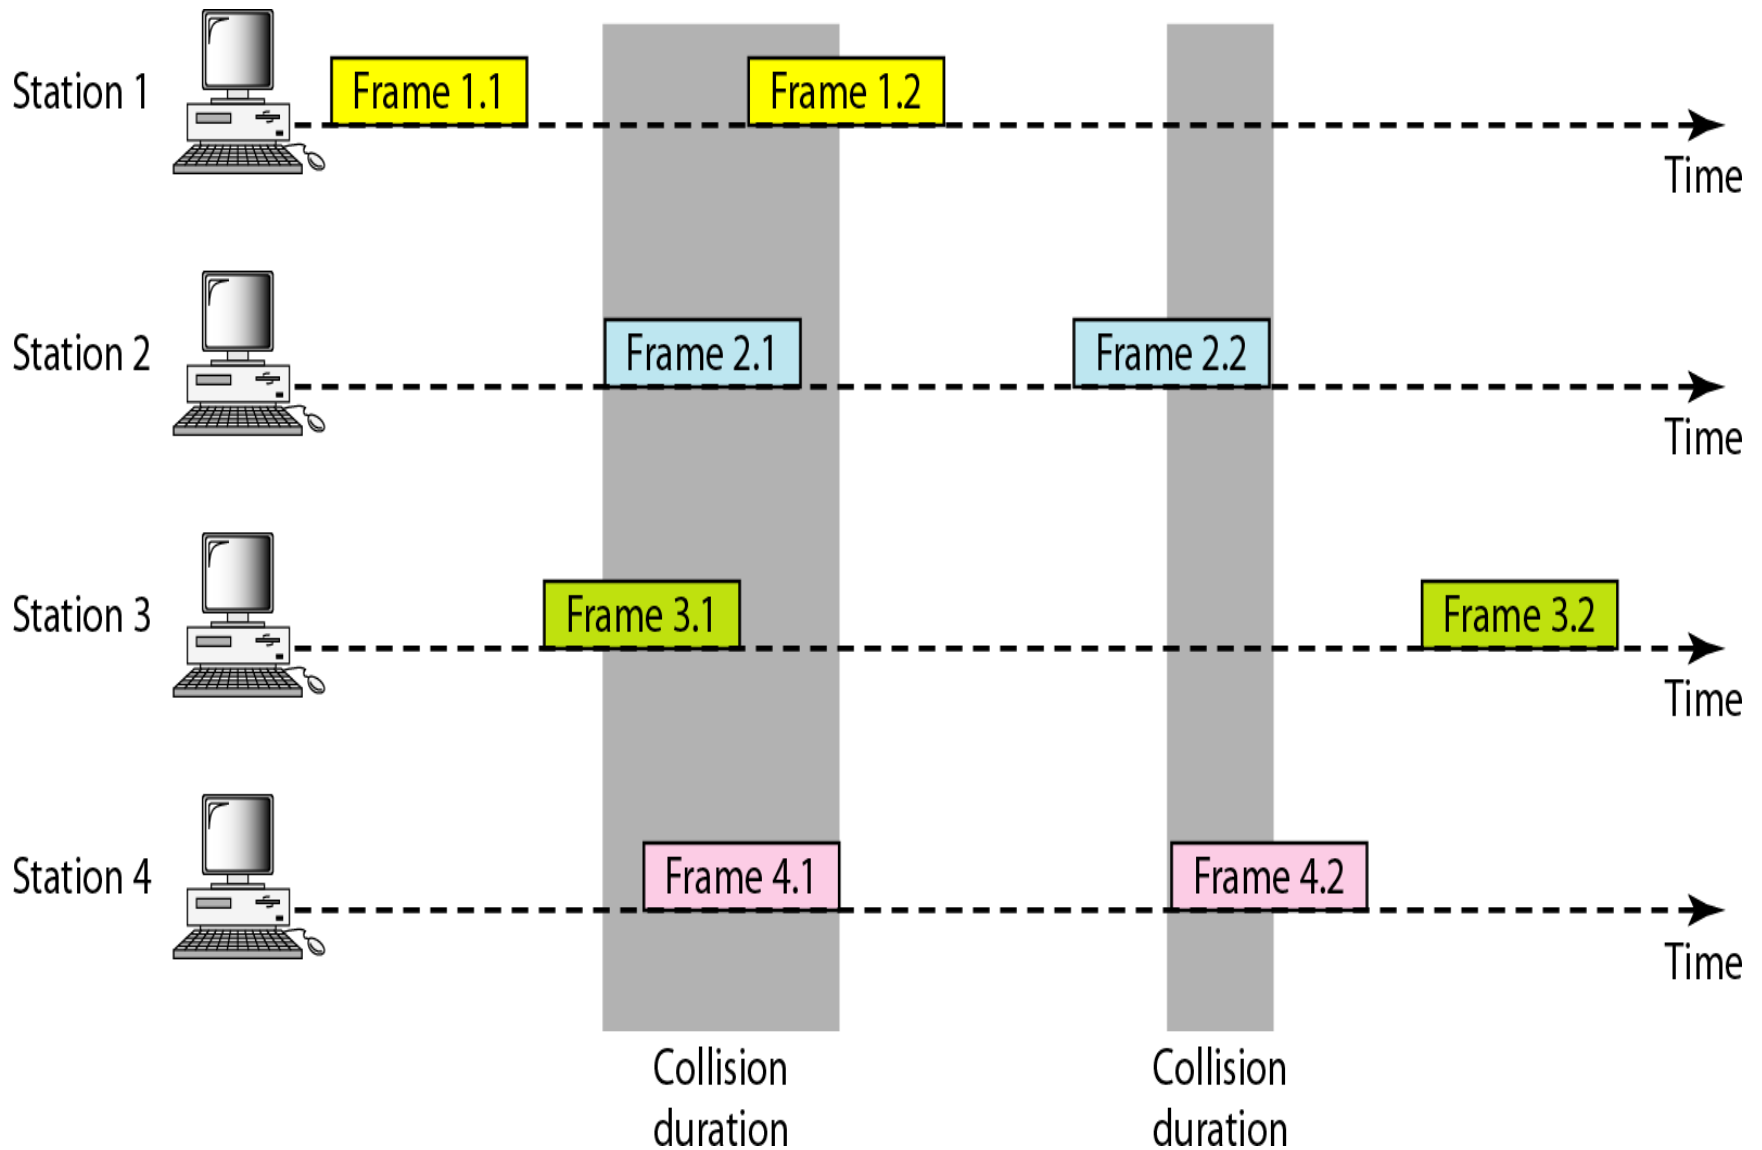 Station 1
Frame 1.1
Frame 1.2
Time
Station 2
Frame 2.1
Frame 2.2
Time
Station 3
Frame 3.1
Frame 3.2
Time
Station 4
Frame 4.1
Frame 4.2
Time
Collision
duration
Collision
duration